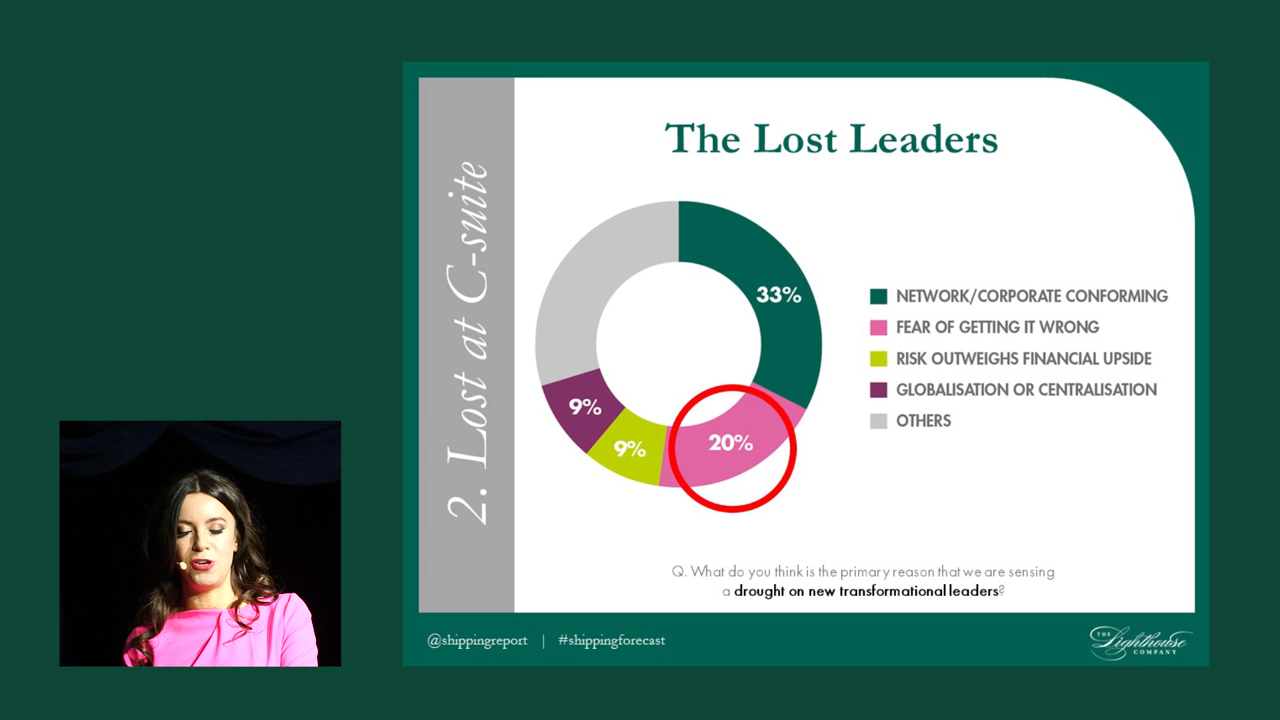 2. Lost at C-suite
The Lost Leaders
33%
20%
9%
9%
NETWORK/CORPORATE CONFORMING
FEAR OF GETTING IT WRONG
RISK OUTWEIGHS FINANCIAL UPSIDE
GLOBALISATION OR CENTRALISATION
OTHERS
Q. What do you think is the primary reason that we are sensing
a drought on new transformational leaders?
@shippingreport | #shippingforecast
THE
Lighthouse
COMPANY